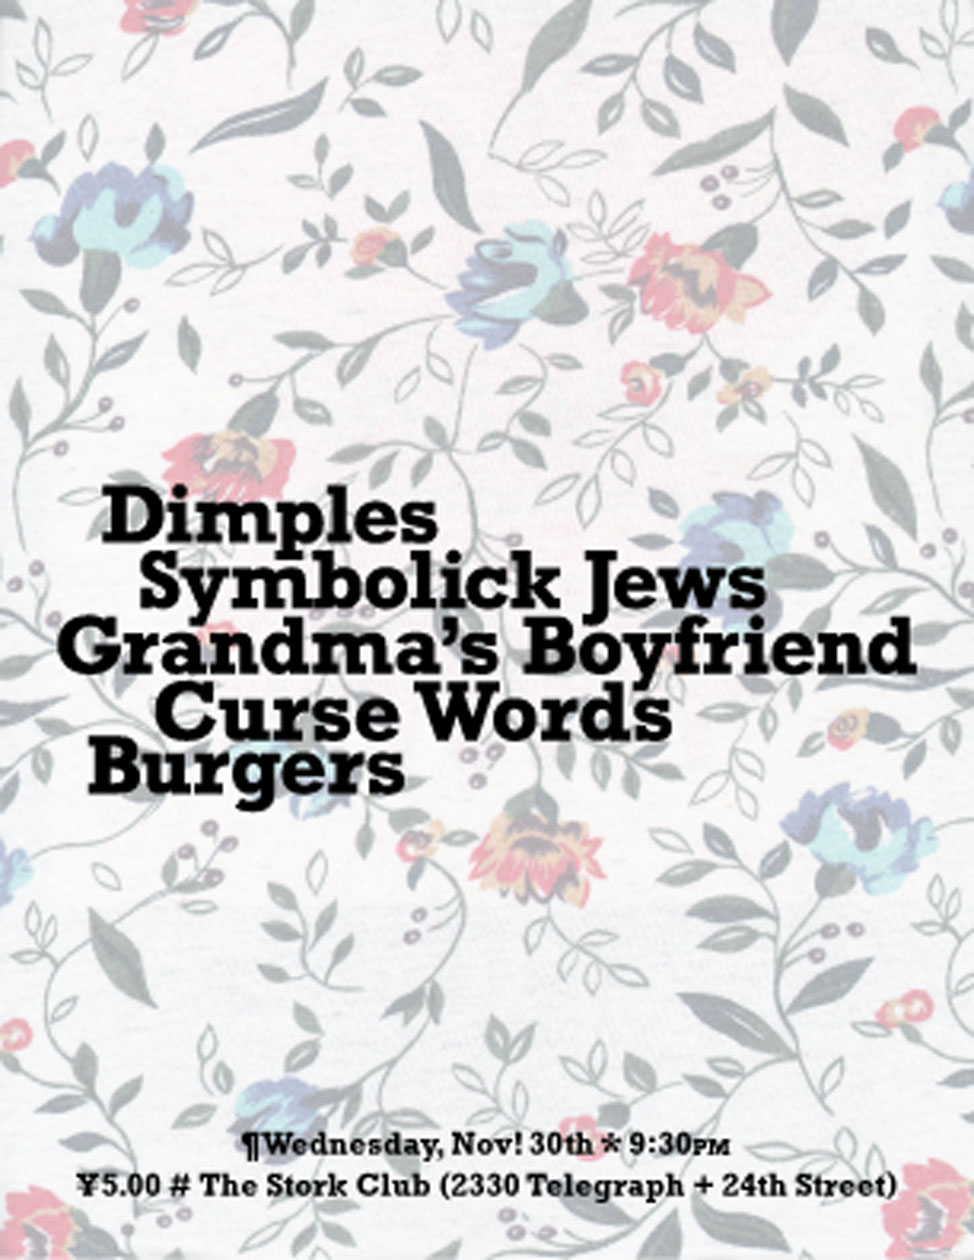 Dimples
Symbolick Jews
Grandma's Boyfriend
Curse Words
Burgers
¶Wednesday, Nov! 30th * 9:30PM
¥5.00 # The Stork Club (2330 Telegraph + 24th Street)